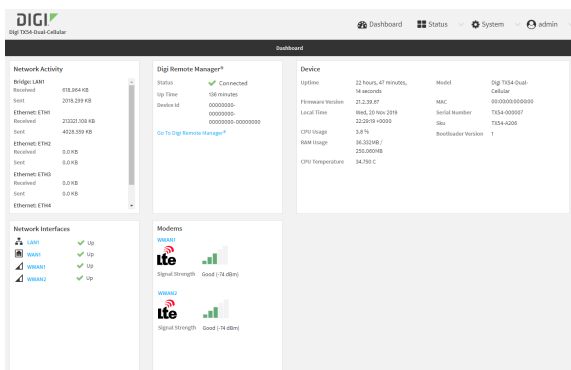 DIGI
Digi TX54-Dual-Cellular
Dashboard
Status
System
admin
Dashboard
Network Activity
Bridge: LAN1
Received 618.964 KB
Sent 2018.299 KB
Ethernet: ETH1
Received 213321.108 KB
Sent 4028.559 KB
Ethernet: ETH2
Received 0.0 KB
Sent 0.0 KB
Ethernet: ETH3
Received 0.0 KB
Sent 0.0 KB
Ethernet: ETH4
Digi Remote Manager®
Status Connected
Up Time 136 minutes
Device Id 00000000-
00000000-
00000000-00000000
Go To Digi Remote Manager®
Device
Uptime 22 hours, 47 minutes,
14 seconds
Firmware Version 21.2.39.67
Local Time Wed, 20 Nov 2019
22:29:19 +0000
CPU Usage 3.8 %
RAM Usage 36.332MB /
250.060MB
CPU Temperature 34.750 C
Model Digi TX54-Dual-
Cellular
MAC 00:00:00:00:00:00
Serial Number TX54-000007
Sku TX54-A206
Bootloader Version 1
Network Interfaces
LAN1 Up
WAN1 Up
WWAN1 Up
WWAN2 Up
Modems
WWAN1
lte
Signal Strength Good (-74 dBm)
WWAN2
lte
Signal Strength Good (-74 dBm)